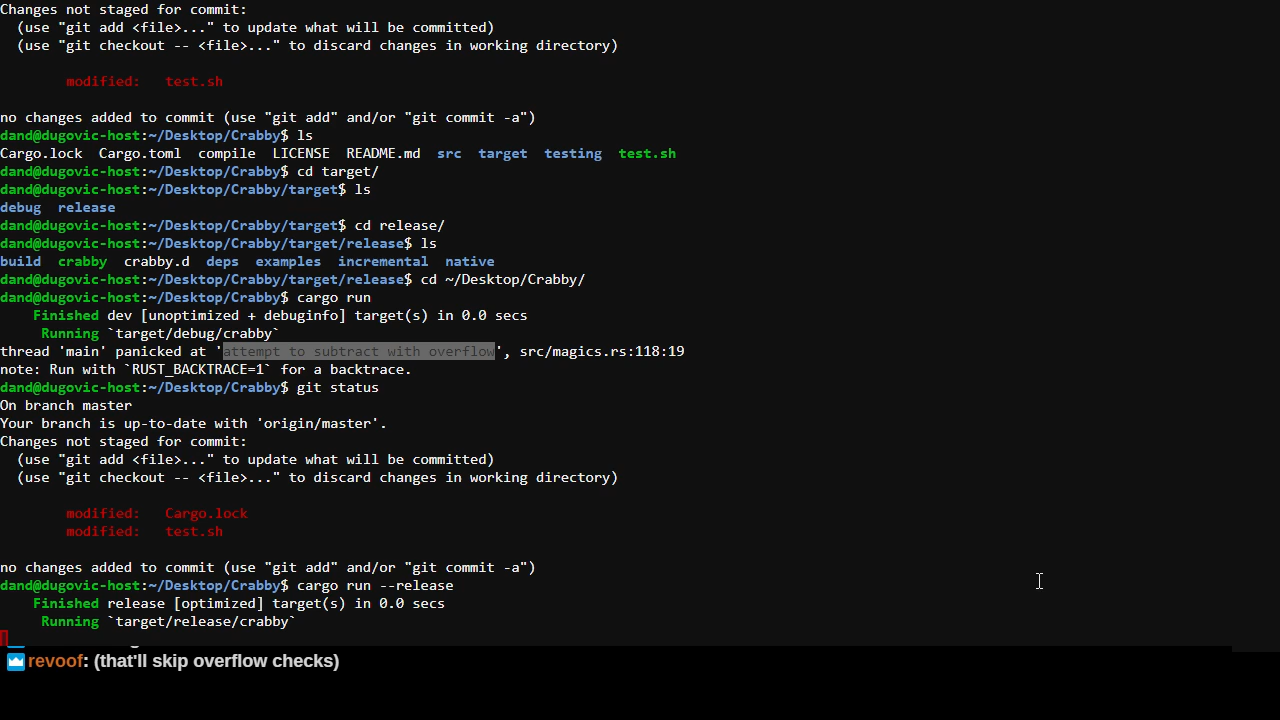 Changes not staged for commit:
  (use "git add <file>..." to update what will be committed)
  (use "git checkout -- <file>..." to discard changes in working directory)

        modified:   test.sh

no changes added to commit (use "git add" and/or "git commit -a")
dand@dugovic-host:~/Desktop/Crabby$ ls
Cargo.lock  Cargo.toml  compile  LICENSE  README.md  src  target  testing  test.sh
dand@dugovic-host:~/Desktop/Crabby$ cd target/
dand@dugovic-host:~/Desktop/Crabby/target$ ls
debug  release
dand@dugovic-host:~/Desktop/Crabby/target$ cd release/
dand@dugovic-host:~/Desktop/Crabby/target/release$ ls
build  crabby  crabby.d  deps  examples  incremental  native
dand@dugovic-host:~/Desktop/Crabby/target/release$ cd ~/Desktop/Crabby/
dand@dugovic-host:~/Desktop/Crabby$ cargo run
    Finished dev [unoptimized + debuginfo] target(s) in 0.0 secs
     Running `target/debug/crabby`
thread 'main' panicked at 'attempt to subtract with overflow', src/magics.rs:118:19
note: Run with `RUST_BACKTRACE=1` for a backtrace.
dand@dugovic-host:~/Desktop/Crabby$ git status
On branch master
Your branch is up-to-date with 'origin/master'.
Changes not staged for commit:
  (use "git add <file>..." to update what will be committed)
  (use "git checkout -- <file>..." to discard changes in working directory)

        modified:   Cargo.lock
        modified:   test.sh

no changes added to commit (use "git add" and/or "git commit -a")
dand@dugovic-host:~/Desktop/Crabby$ cargo run --release
    Finished release [optimized] target(s) in 0.0 secs
     Running `target/release/crabby`
revoof: (that'll skip overflow checks)